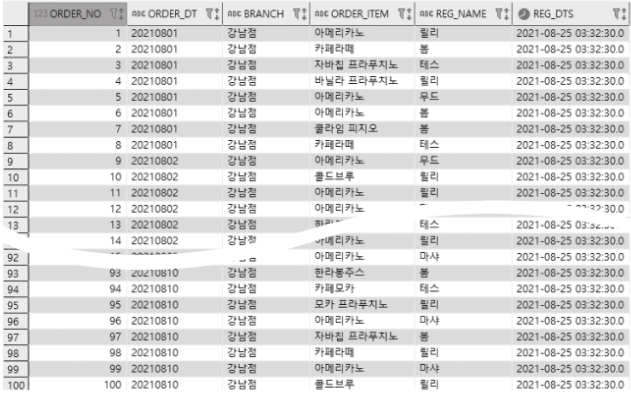 123 ORDER_NO ABC ORDER_DT ABC BRANCH ABC ORDER_ITEM ABC REG_NAME REG_DTS
1 1 20210801 강남점 아메리카노 릴리 2021-08-25 03:32:30.0
2 2 20210801 강남점 카페라떼 봄 2021-08-25 03:32:30.0
3 3 20210801 강남점 자바칩 프라푸치노 테스 2021-08-25 03:32:30.0
4 4 20210801 강남점 바닐라 프라푸치노 릴리 2021-08-25 03:32:30.0
5 5 20210801 강남점 아메리카노 무드 2021-08-25 03:32:30.0
6 6 20210801 강남점 아메리카노 봄 2021-08-25 03:32:30.0
7 7 20210801 강남점 쿨라임 피지오 봄 2021-08-25 03:32:30.0
8 8 20210801 강남점 카페라떼 테스 2021-08-25 03:32:30.0
9 9 20210802 강남점 아메리카노 무드 2021-08-25 03:32:30.0
10 10 20210802 강남점 콜드브루 릴리 2021-08-25 03:32:30.0
11 11 20210802 강남점 아메리카노 릴리 2021-08-25 03:32:30.0
12 12 20210802 강남점 아메리카노
13 13 20210802 강남점 테스 2021-08-25
14 20210802 아메리카노 릴리 2021-08-25 03:32:30.0
92 강남점 아메리카노 마샤 2021-08-25 03:32:30.0
93 93 20210810 강남점 한라봉주스 봄 2021-08-25 03:32:30.0
94 94 20210810 강남점 카페모카 테스 2021-08-25 03:32:30.0
95 95 20210810 강남점 모카 프라푸치노 릴리 2021-08-25 03:32:30.0
96 96 20210810 강남점 아메리카노 마샤 2021-08-25 03:32:30.0
97 97 20210810 강남점 자바칩 프라푸치노 봄 2021-08-25 03:32:30.0
98 98 20210810 강남점 카페라떼 릴리 2021-08-25 03:32:30.0
99 99 20210810 강남점 아메리카노 마샤 2021-08-25 03:32:30.0
100 100 20210810 강남점 콜드브루 릴리 2021-08-25 03:32:30.0